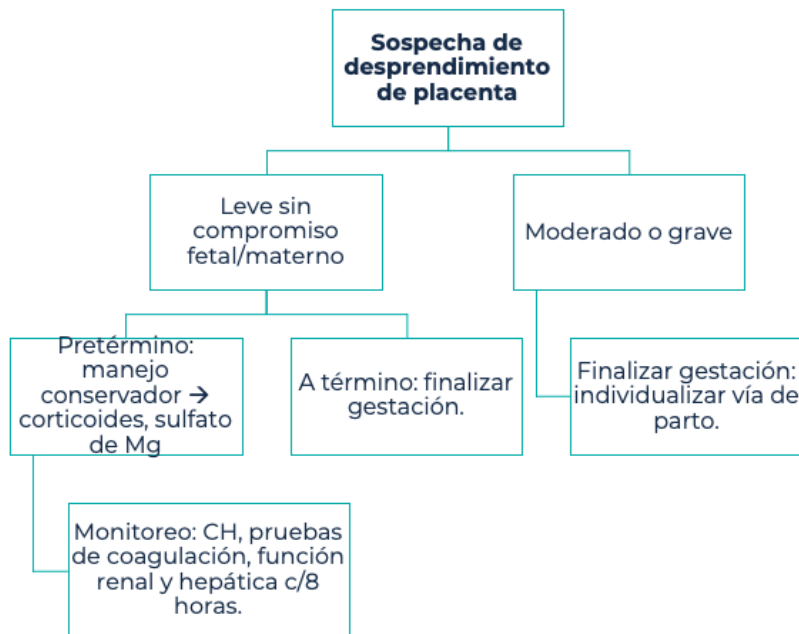 Sospecha de
desprendimiento
de placenta
Leve sin
compromiso
fetal/materno
Moderado o grave
Pretérmino:
manejo
conservador →
corticoides, sulfato
de Mg
A término: finalizar
gestación.
Finalizar gestación:
individualizar vía de
parto.
Monitoreo: CH, pruebas
de coagulación, función
renal y hepática c/8
horas.